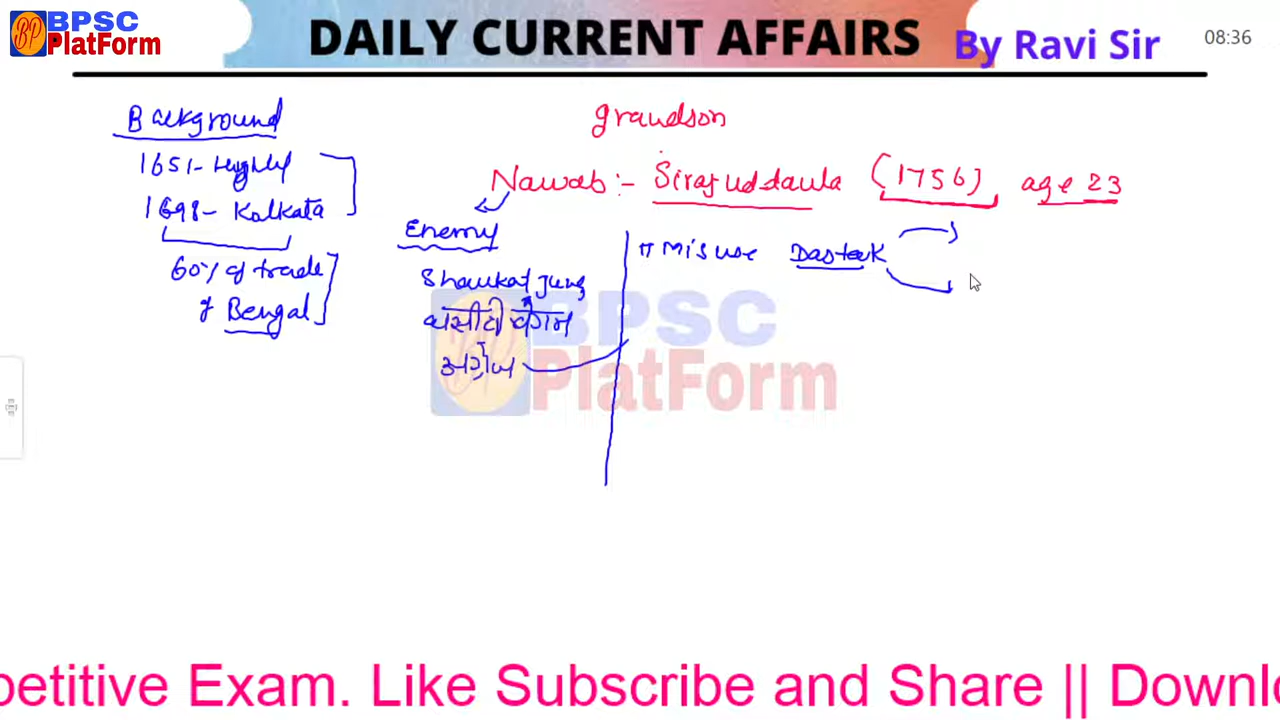 BPSC
PlatForm
DAILY CURRENT AFFAIRS
By Ravi Sir
08:36
Background
1651- Hughly
1698- Kolkata
60% of trade
of Bengal
grandson
Nawab:- Sirajuddaula (1756) age 23
Enemy
Shaukat Jung
घसीटी बेगम
अंग्रेज
Misuse Dastak
BPSC
PlatForm
petitive Exam. Like Subscribe and Share || Downl